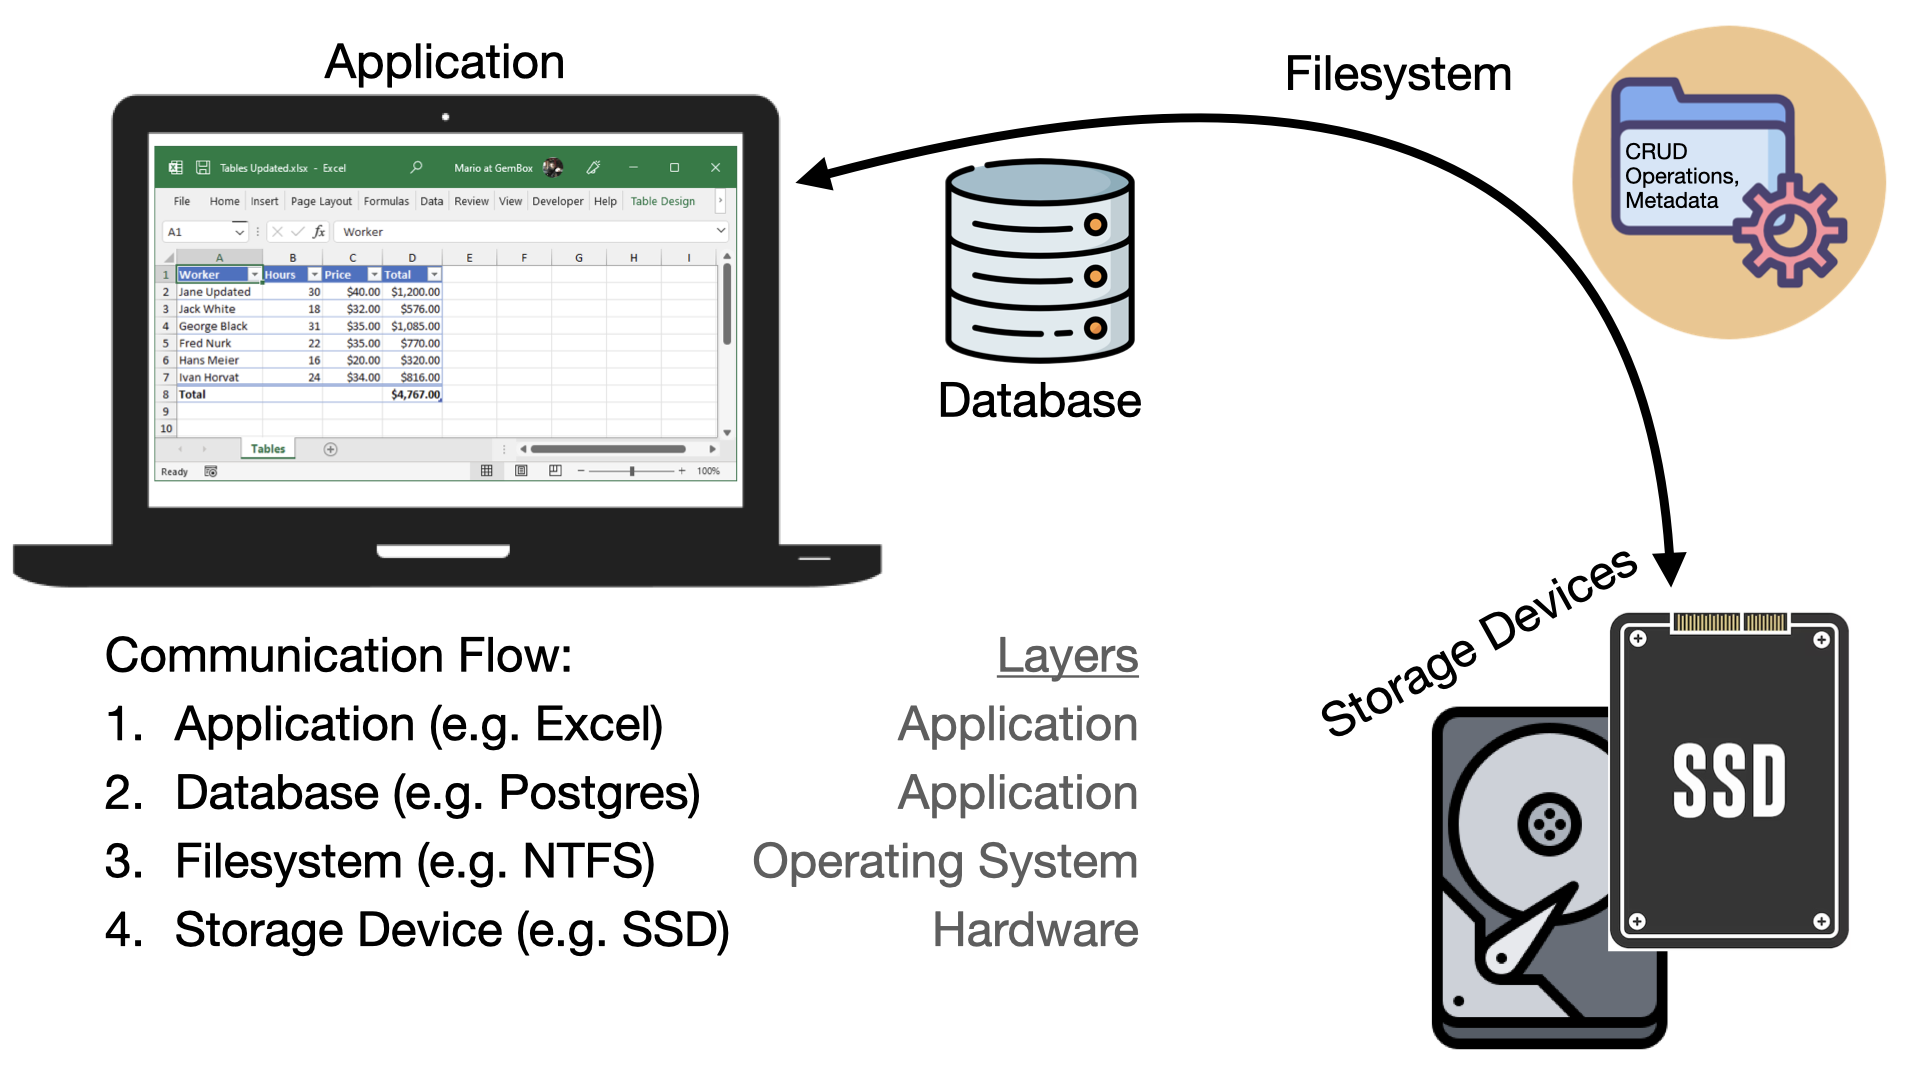 Application
Filesystem
CRUD
Operations,
Metadata
Tables Updated.xlsx - Excel Mario at GemBox
File Home Insert Page Layout Formulas Data Review View Developer Help Table Design
A1 fx Worker
A B C D E F G H I
1 Worker Hours Price Total
2 Jane Updated 30 $40.00 $1,200.00
3 Jack White 18 $32.00 $576.00
4 George Black 31 $35.00 $1,085.00
5 Fred Nurk 22 $35.00 $770.00
6 Hans Meier 16 $20.00 $320.00
7 Ivan Horvat 24 $34.00 $816.00
8 Total $4,767.00
9
10
Tables
Ready 100%
Database
Storage Devices
SSD
Communication Flow: Layers
1. Application (e.g. Excel) Application
2. Database (e.g. Postgres) Application
3. Filesystem (e.g. NTFS) Operating System
4. Storage Device (e.g. SSD) Hardware